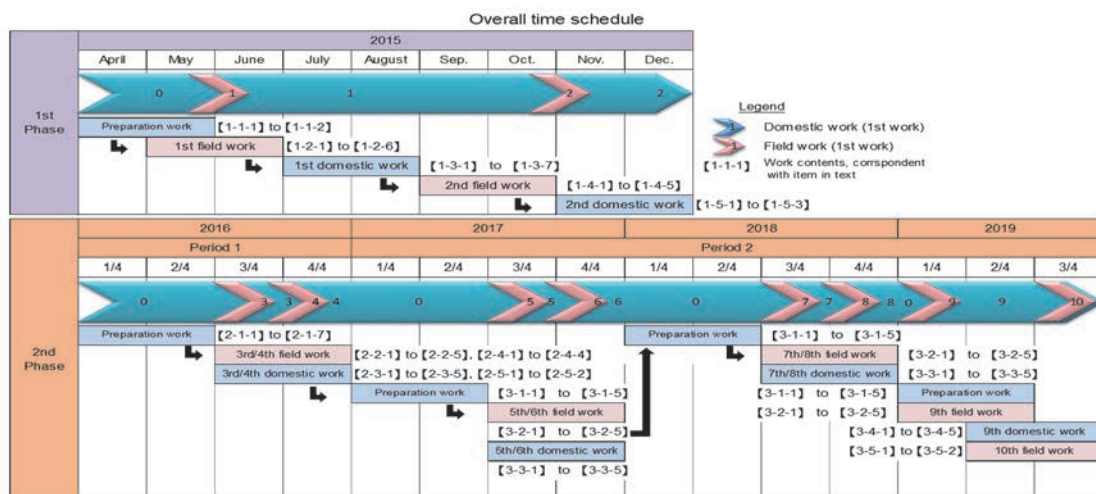 Overall time schedule
1st Phase
2015
April May June July August Sep. Oct. Nov. Dec.
0 1 1 2 2
Preparation work 【1-1-1】 to 【1-1-2】
1st field work 【1-2-1】 to 【1-2-6】
1st domestic work 【1-3-1】 to 【1-3-7】
2nd field work 【1-4-1】 to 【1-4-5】
2nd domestic work 【1-5-1】 to 【1-5-3】
Legend
1 Domestic work (1st work)
1 Field work (1st work)
【1-1-1】 Work contents, corrspondent
with item in text
2nd Phase
2016 2017 2018 2019
Period 1 Period 2
1/4 2/4 3/4 4/4 1/4 2/4 3/4 4/4 1/4 2/4 3/4 4/4 1/4 2/4 3/4
0 3 3 4 4 0 5 5 6 6 0 7 7 8 8 0 9 9 10
Preparation work 【2-1-1】 to 【2-1-7】 Preparation work 【3-1-1】 to 【3-1-5】
3rd/4th field work 【2-2-1】 to 【2-2-5】, 【2-4-1】 to 【2-4-4】 7th/8th field work 【3-2-1】 to 【3-2-5】
3rd/4th domestic work 【2-3-1】 to 【2-3-5】, 【2-5-1】 to 【2-5-2】 7th/8th domestic work 【3-3-1】 to 【3-3-5】
Preparation work 【3-1-1】 to 【3-1-5】 【3-1-1】 to 【3-1-5】 Preparation work
5th/6th field work 【3-2-1】 to 【3-2-5】 9th field work
【3-2-1】 to 【3-2-5】 【3-4-1】 to 【3-4-5】 9th domestic work
5th/6th domestic work 【3-5-1】 to 【3-5-2】 10th field work
【3-3-1】 to 【3-3-5】